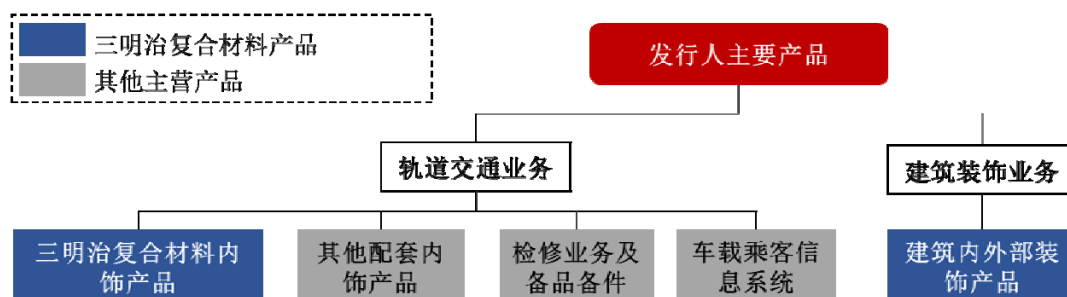 三明治复合材料产品
其他主营产品
发行人主要产品
轨道交通业务
建筑装饰业务
三明治复合材料内
饰产品
其他配套内
饰产品
检修业务及
备品备件
车载乘客信
息系统
建筑内外部装
饰产品